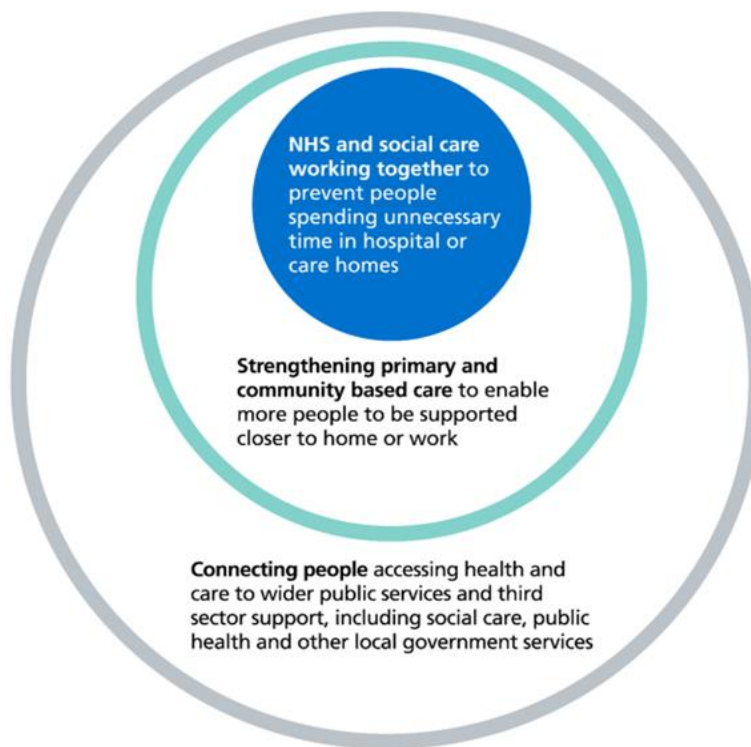 NHS and social care
working together to
prevent people
spending unnecessary
time in hospital or
care homes
Strengthening primary and
community based care to enable
more people to be supported
closer to home or work
Connecting people accessing health and
care to wider public services and third
sector support, including social care, public
health and other local government services